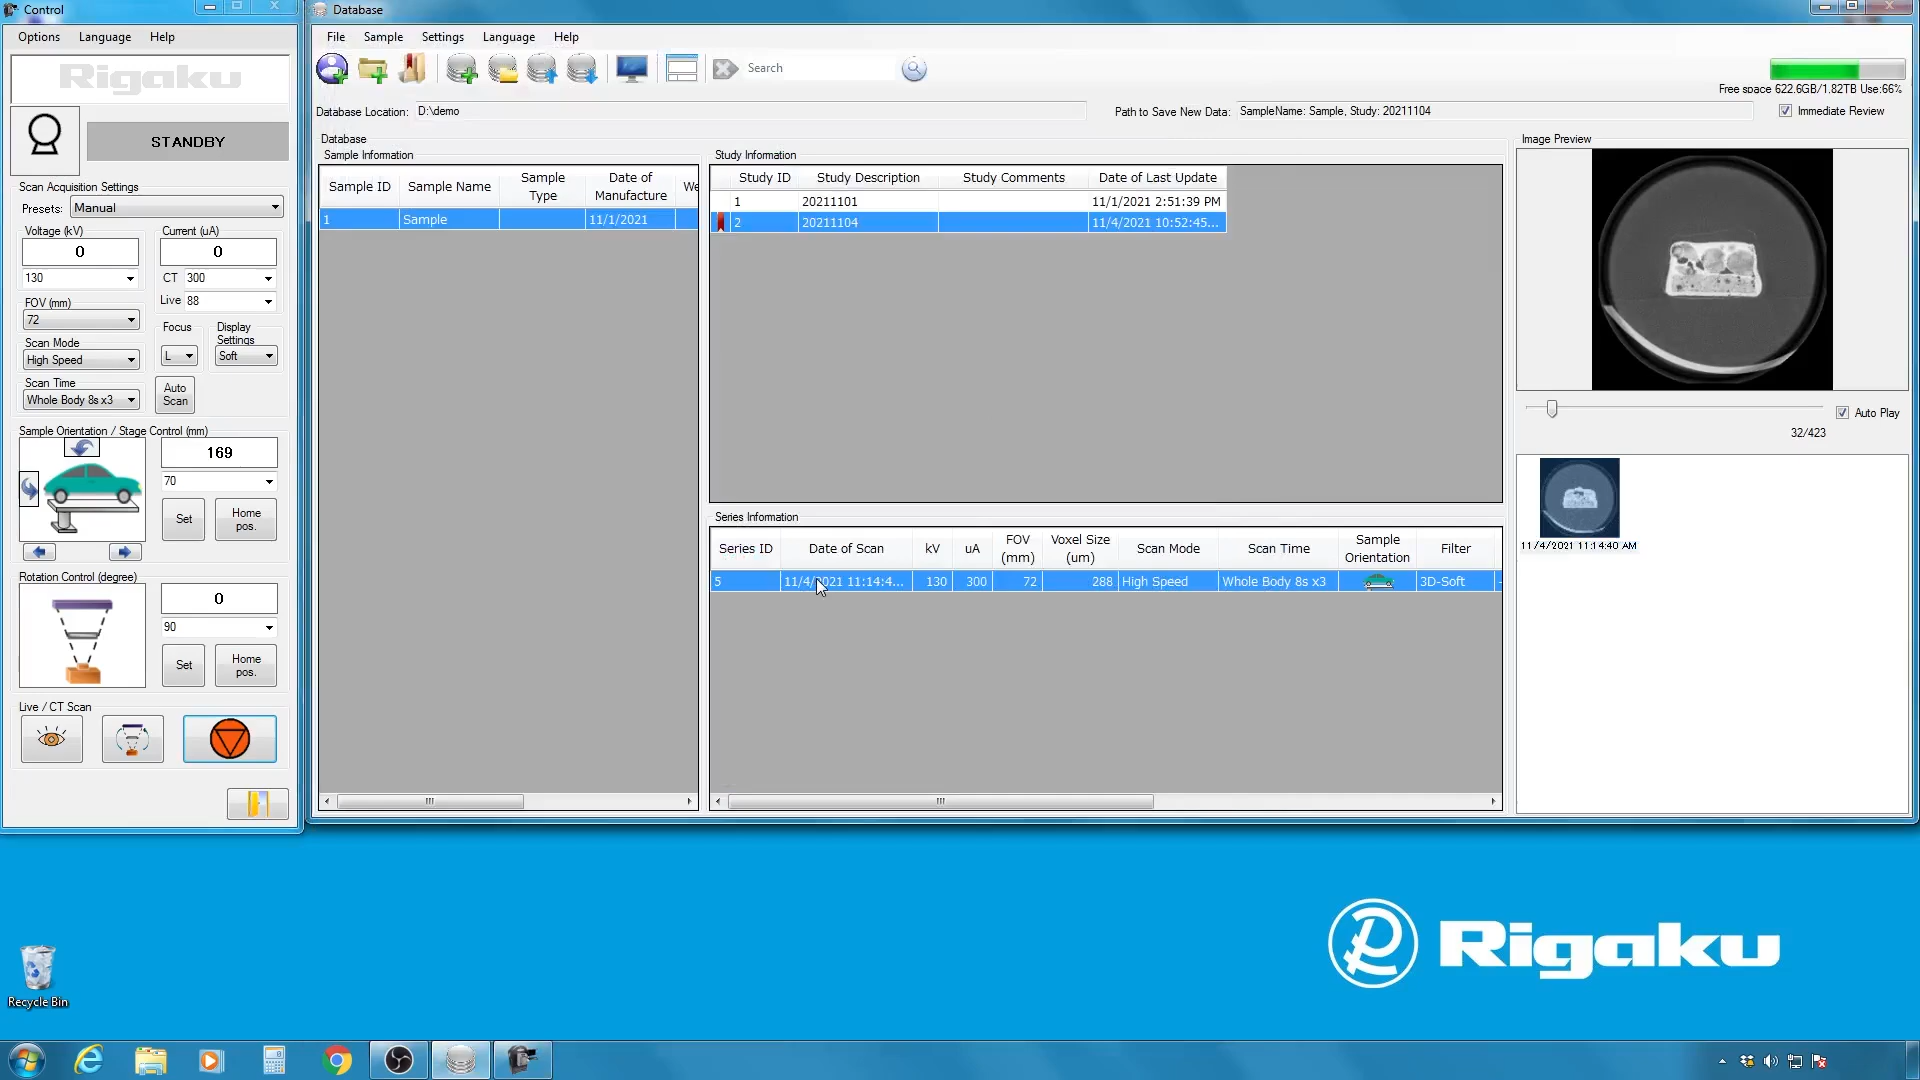 Control
Options Language Help
Rigaku
STANDBY
Scan Acquisition Settings
Presets: Manual
Voltage (kV)
Current (uA)
0
0
130
CT 300
Live 88
FOV (mm)
72
Focus
Display Settings
Scan Mode
L
Soft
High Speed
Scan Time
Whole Body 8s x3
Auto Scan
Sample Orientation / Stage Control (mm)
169
70
Set
Home pos.
Rotation Control (degree)
0
90
Set
Home pos.
Live / CT Scan
Database
File Sample Settings Language Help
Search
Free space 622.6GB/1.82TB Use:66%
Database Location: D:\demo
Path to Save New Data: SampleName: Sample, Study: 20211104
Immediate Review
Database
Sample Information
Sample ID Sample Name Sample Type Date of Manufacture We
1 Sample 11/1/2021
Study Information
Study ID Study Description Study Comments Date of Last Update
1 20211101 11/1/2021 2:51:39 PM
2 20211104 11/4/2021 10:52:45...
Series Information
Series ID Date of Scan kV uA FOV (mm) Voxel Size (um) Scan Mode Scan Time Sample Orientation Filter
5 11/4/2021 11:14:4... 130 300 72 288 High Speed Whole Body 8s x3 3D-Soft -
Image Preview
Auto Play
32/423
11/4/2021 11:14:40 AM
Rigaku
Recycle Bin